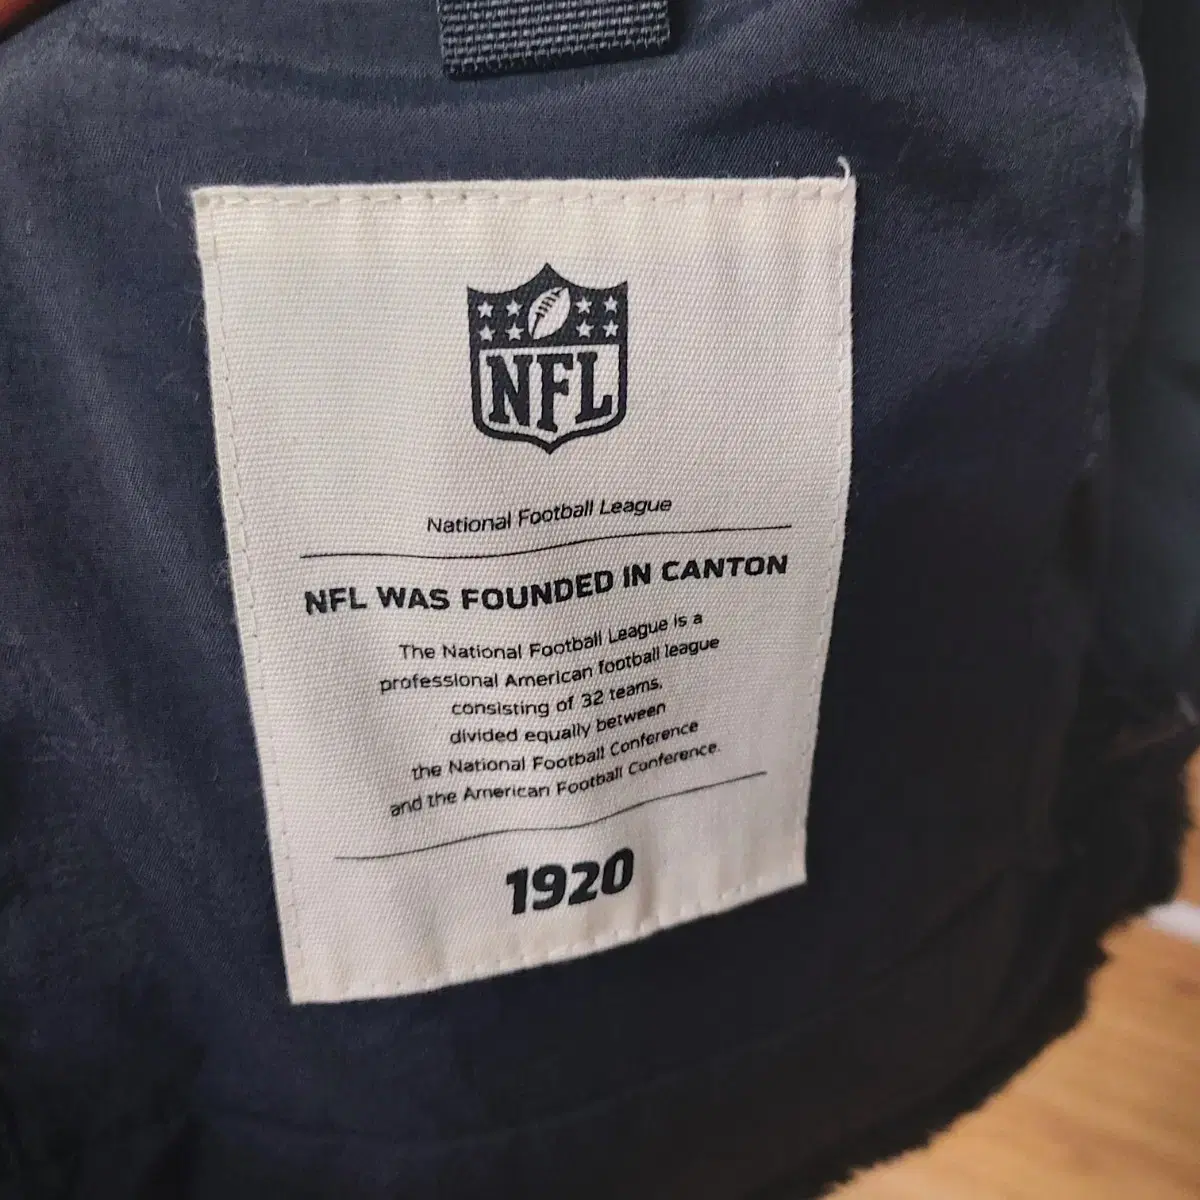 NFL
National Football League
NFL WAS FOUNDED IN CANTON
The National Football League is a
professional American football league
consisting of 32 teams,
divided equally between
the National Football Conference
and the American Football Conference.
1920